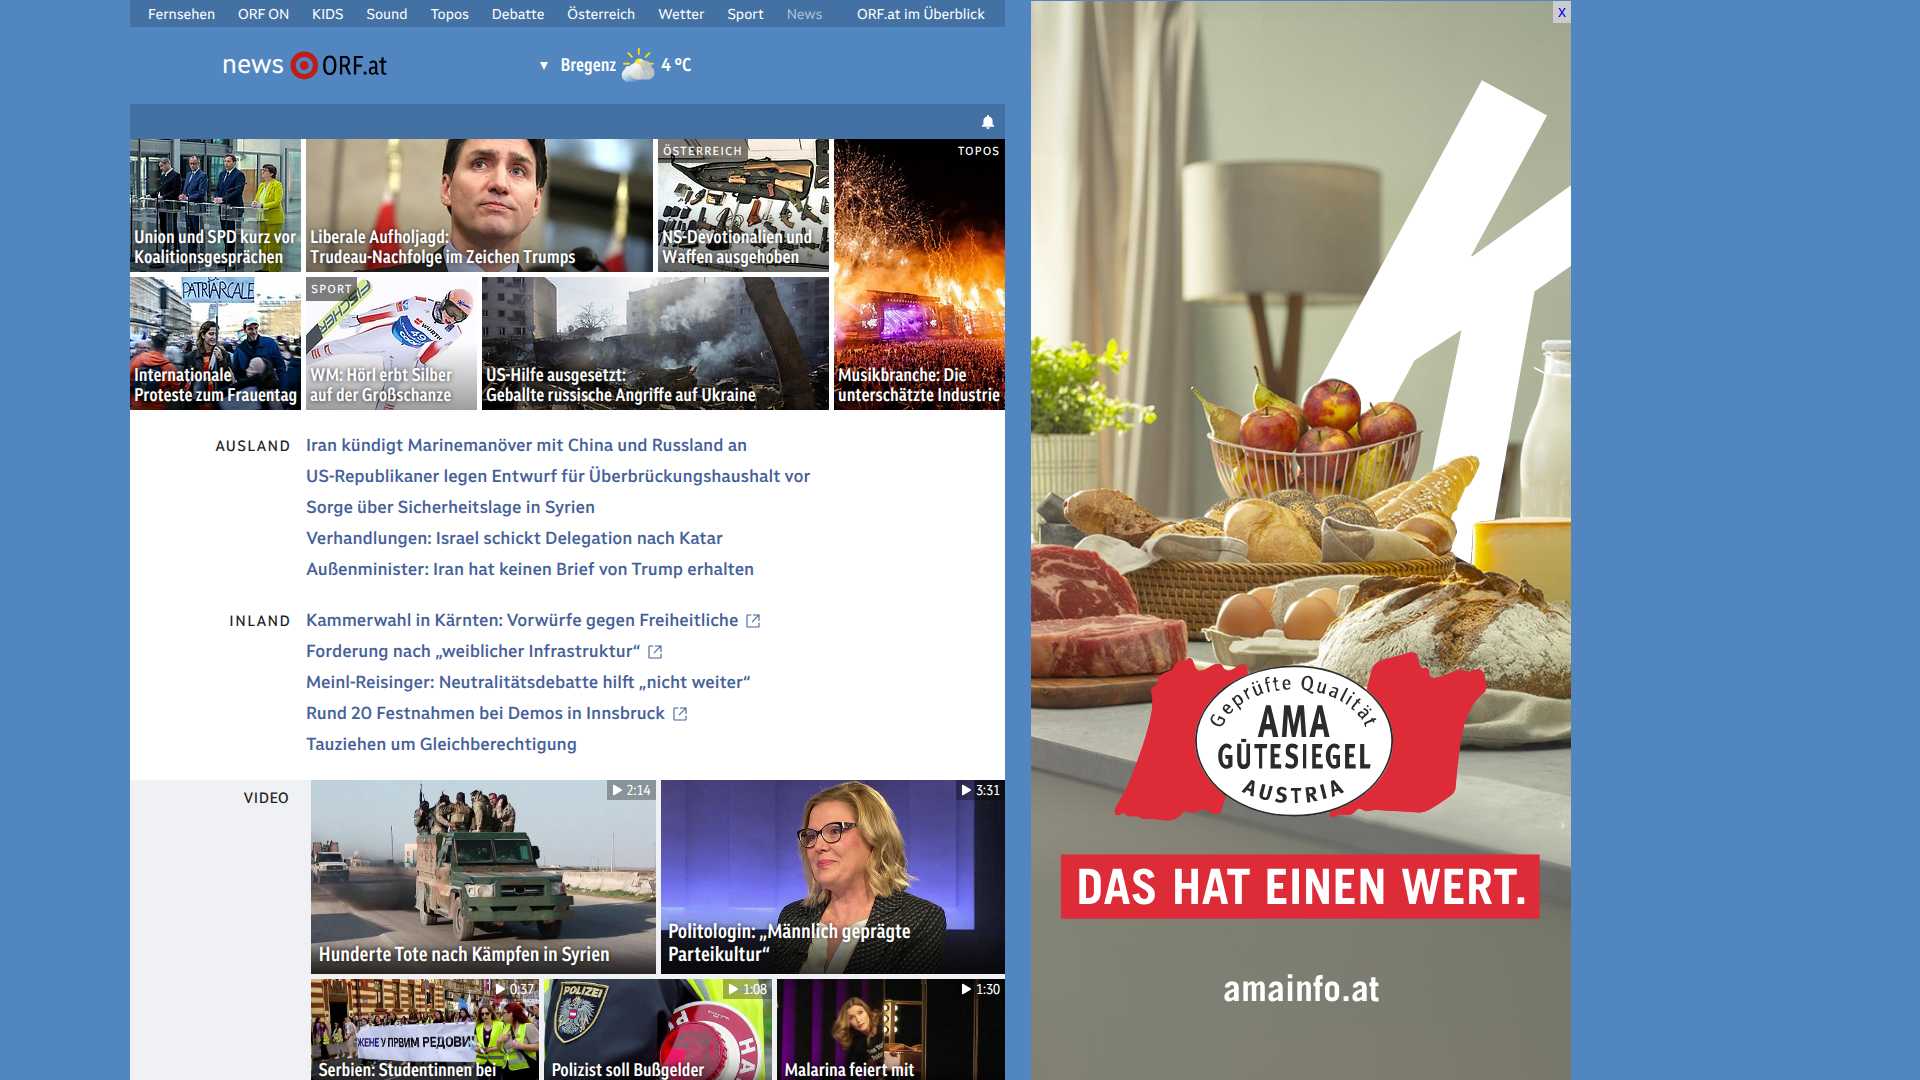 Fernsehen ORF ON KIDS Sound Topos Debatte Österreich Wetter Sport News ORF.at im Überblick
news ORF.at
Bregenz 4 °C
Union und SPD kurz vor
Koalitionsgesprächen
Liberale Aufholjagd:
Trudeau-Nachfolge im Zeichen Trumps
ÖSTERREICH
NS-Devotionalien und
Waffen ausgehoben
TOPOS
Musikbranche: Die
unterschätzte Industrie
PATRIARCALE
Internationale
Proteste zum Frauentag
SPORT
FISCHER
WÜRTH
49
WM: Hörl erbt Silber
auf der Großschanze
US-Hilfe ausgesetzt:
Geballte russische Angriffe auf Ukraine
AUSLAND
Iran kündigt Marinemanöver mit China und Russland an
US-Republikaner legen Entwurf für Überbrückungshaushalt vor
Sorge über Sicherheitslage in Syrien
Verhandlungen: Israel schickt Delegation nach Katar
Außenminister: Iran hat keinen Brief von Trump erhalten
INLAND
Kammerwahl in Kärnten: Vorwürfe gegen Freiheitliche
Forderung nach „weiblicher Infrastruktur“
Meinl-Reisinger: Neutralitätsdebatte hilft „nicht weiter“
Rund 20 Festnahmen bei Demos in Innsbruck
Tauziehen um Gleichberechtigung
VIDEO
2:14
Hunderte Tote nach Kämpfen in Syrien
3:31
Politologin: „Männlich geprägte
Parteikultur“
0:37
ЖЕНЕ У ПРВИМ РЕДОВИ
Serbien: Studentinnen bei
1:08
POLIZEI
HA
Polizist soll Bußgelder
1:30
Malarina feiert mit
X
Geprüfte Qualität
AMA
GÜTESIEGEL
AUSTRIA
DAS HAT EINEN WERT.
amainfo.at